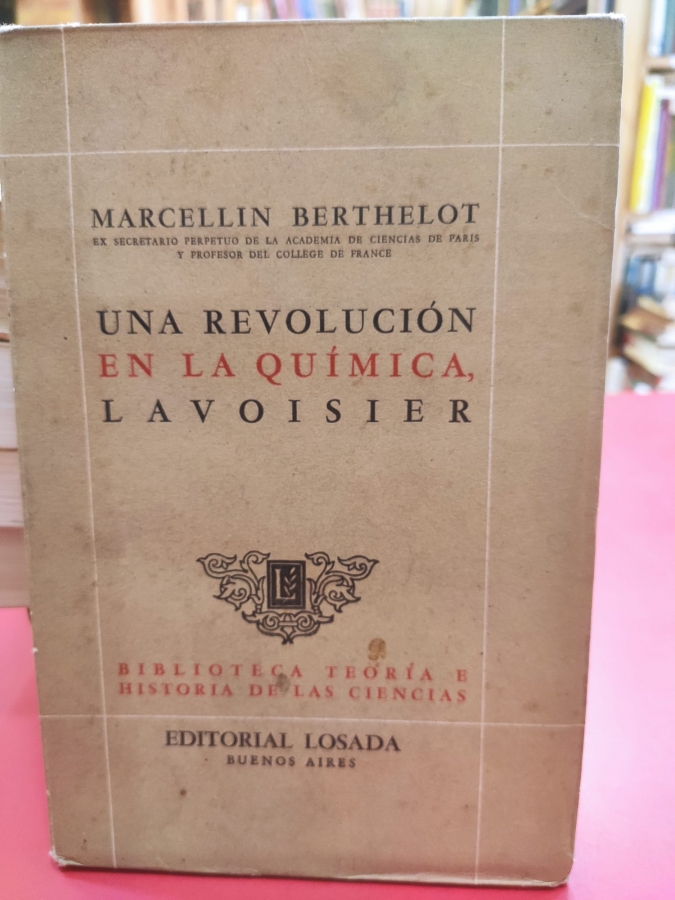 MARCELLIN BERTHELOT
EX SECRETARIO PERPETUO DE LA ACADEMIA DE CIENCIAS DE PARIS
Y PROFESOR DEL COLLEGE DE FRANCE
UNA REVOLUCIÓN
EN LA QUÍMICA,
LAVOISIER
L
BIBLIOTECA TEORÍA E
HISTORIA DE LAS CIENCIAS
EDITORIAL LOSADA
BUENOS AIRES